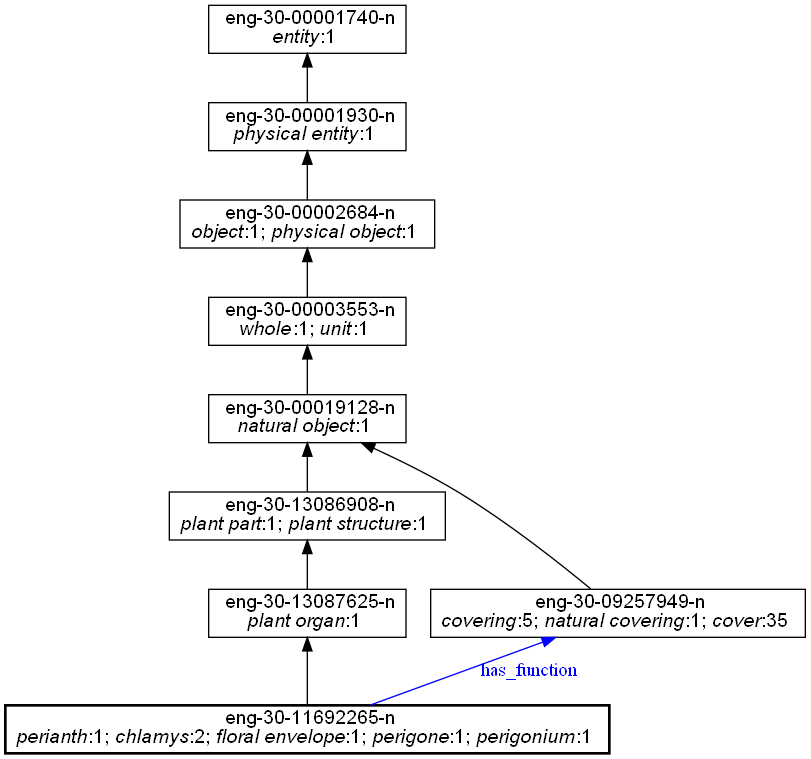 eng-30-00001740-n
entity:1
eng-30-00001930-n
physical entity:1
eng-30-00002684-n
object:1; physical object:1
eng-30-00003553-n
whole:1; unit:1
eng-30-00019128-n
natural object:1
eng-30-13086908-n
plant part:1; plant structure:1
eng-30-13087625-n
plant organ:1
eng-30-09257949-n
covering:5; natural covering:1; cover:35
has_function
eng-30-11692265-n
perianth:1; chlamys:2; floral envelope:1; perigone:1; perigonium:1